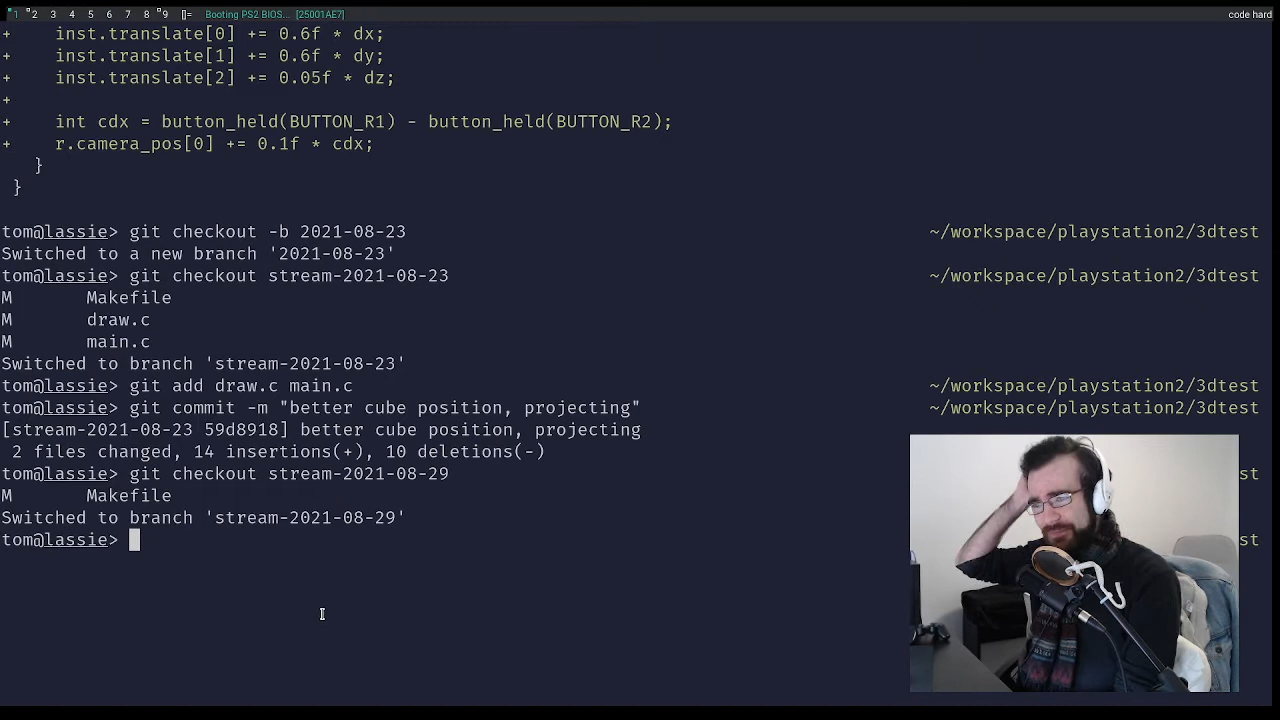 1 2 3 4 5 6 7 8 9 []= Booting PS2 BIOS... [25001AE7] code hard
+ inst.translate[0] += 0.6f * dx;
+ inst.translate[1] += 0.6f * dy;
+ inst.translate[2] += 0.05f * dz;
+
+ int cdx = button_held(BUTTON_R1) - button_held(BUTTON_R2);
+ r.camera_pos[0] += 0.1f * cdx;
}
}
tom@lassie> git checkout -b 2021-08-23 ~/workspace/playstation2/3dtest
Switched to a new branch '2021-08-23'
tom@lassie> git checkout stream-2021-08-23 ~/workspace/playstation2/3dtest
M Makefile
M draw.c
M main.c
Switched to branch 'stream-2021-08-23'
tom@lassie> git add draw.c main.c ~/workspace/playstation2/3dtest
tom@lassie> git commit -m "better cube position, projecting" ~/workspace/playstation2/3dtest
[stream-2021-08-23 59d8918] better cube position, projecting
2 files changed, 14 insertions(+), 10 deletions(-)
tom@lassie> git checkout stream-2021-08-29 st
M Makefile
Switched to branch 'stream-2021-08-29'
tom@lassie> st